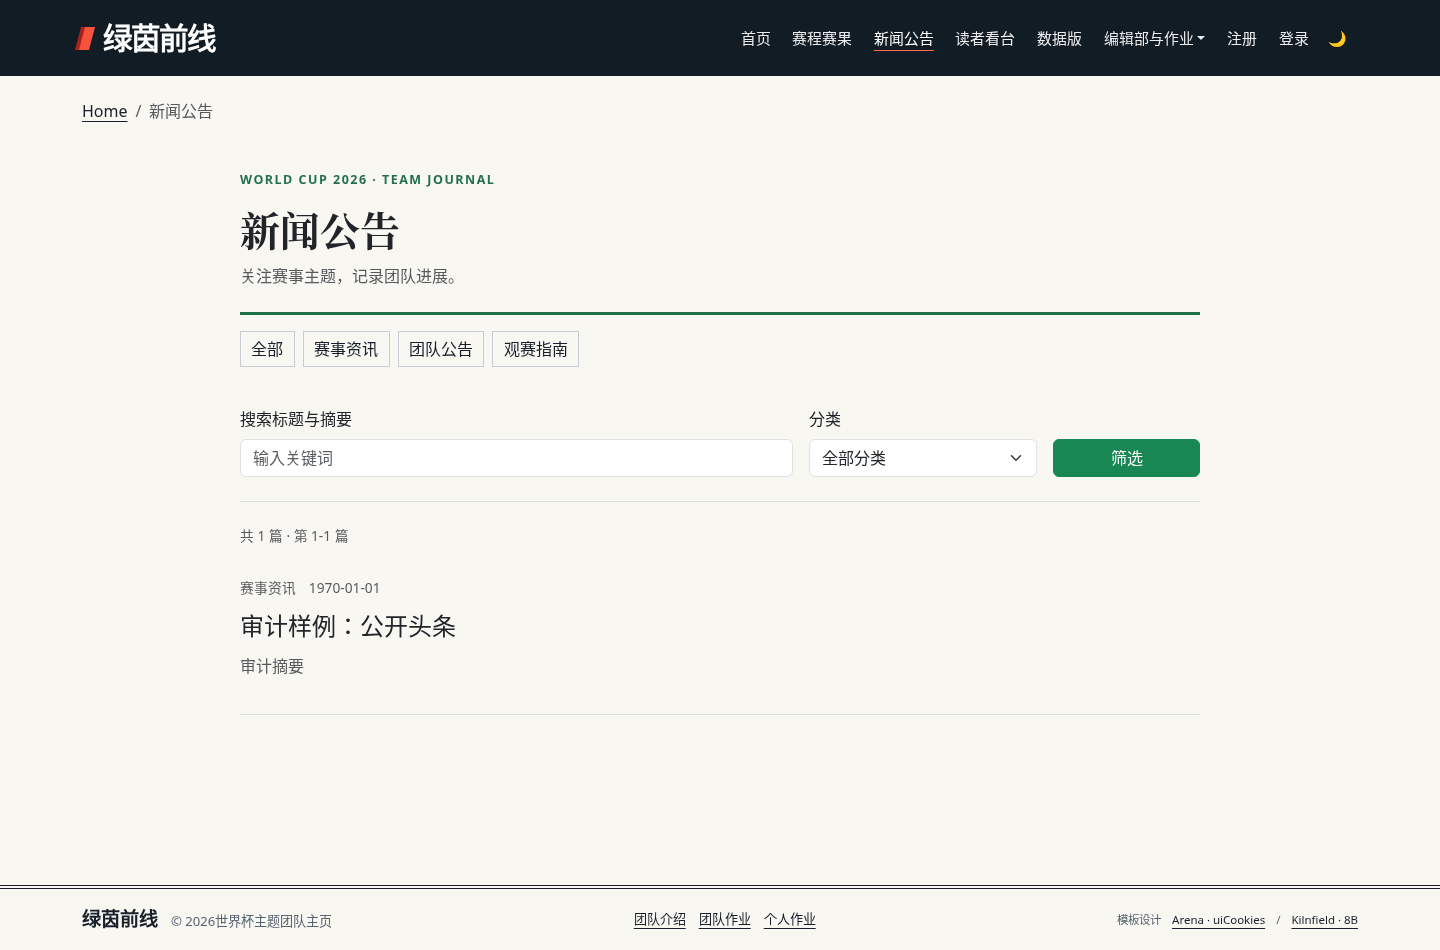 绿茵前线
首页 赛程赛果 新闻公告 读者看台 数据版 编辑部与作业 注册 登录 🌙
Home / 新闻公告
WORLD CUP 2026 · TEAM JOURNAL
新闻公告
关注赛事主题，记录团队进展。
全部 赛事资讯 团队公告 观赛指南
搜索标题与摘要 分类
输入关键词 全部分类 筛选
共 1 篇 · 第 1-1 篇
赛事资讯 1970-01-01
审计样例：公开头条
审计摘要
绿茵前线 © 2026世界杯主题团队主页 团队介绍 团队作业 个人作业 模板设计 Arena · uiCookies / Kilnfield · 8B